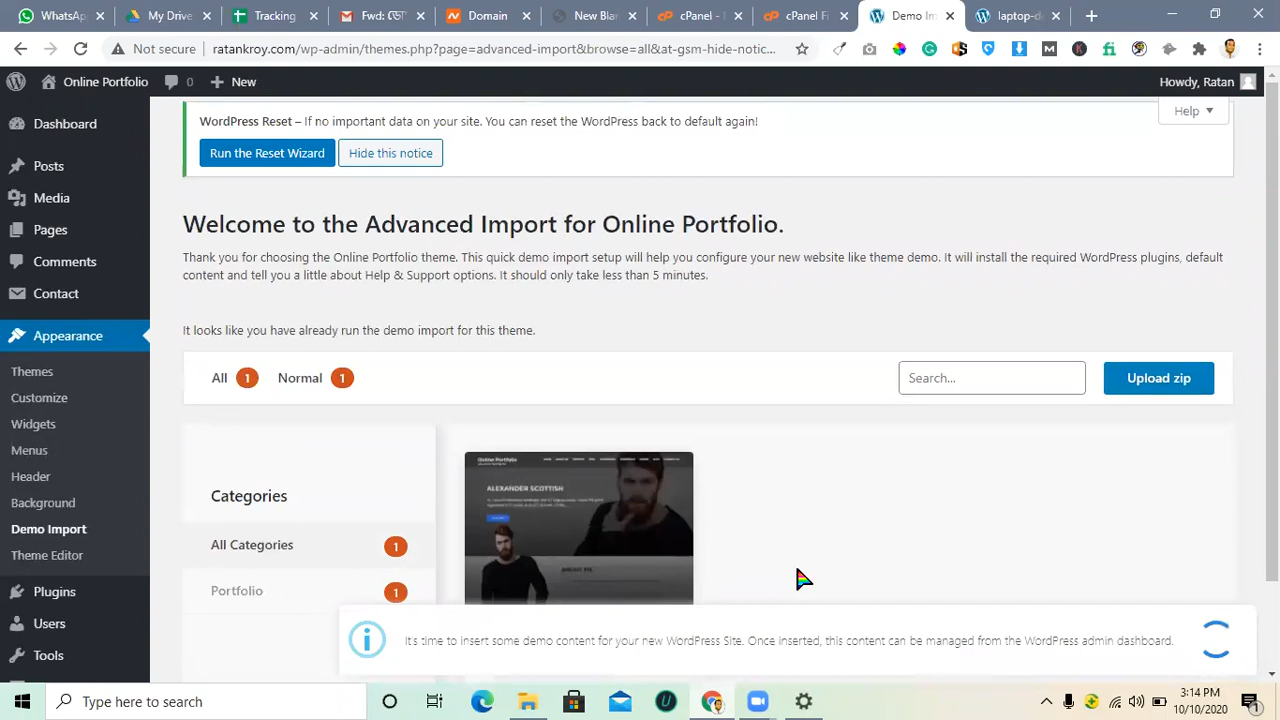 WhatsA
My Drive
Tracking
Fwd:
Domain
New Blan
cPanel -
cPanel F
Demo Im
laptop-de
Not secure
ratankroy.com/wp-admin/themes.php?page=advanced-import&browse=all&at-gsm-hide-notic...
Online Portfolio
0
New
Howdy, Ratan
Dashboard
Posts
Media
Pages
Comments
Contact
Appearance
Themes
Customize
Widgets
Menus
Header
Background
Demo Import
Theme Editor
Plugins
Users
Tools
WordPress Reset – If no important data on your site. You can reset the WordPress back to default again!
Run the Reset Wizard
Hide this notice
Help
Welcome to the Advanced Import for Online Portfolio.
Thank you for choosing the Online Portfolio theme. This quick demo import setup will help you configure your new website like theme demo. It will install the required WordPress plugins, default
content and tell you a little about Help & Support options. It should only take less than 5 minutes.
It looks like you have already run the demo import for this theme.
All 1
Normal 1
Search...
Upload zip
Categories
All Categories 1
Portfolio 1
Online Portfolio
ALEXANDER SCOTTISH
ABOUT ME
It's time to insert some demo content for your new WordPress Site. Once inserted, this content can be managed from the WordPress admin dashboard.
Type here to search
3:14 PM
10/10/2020